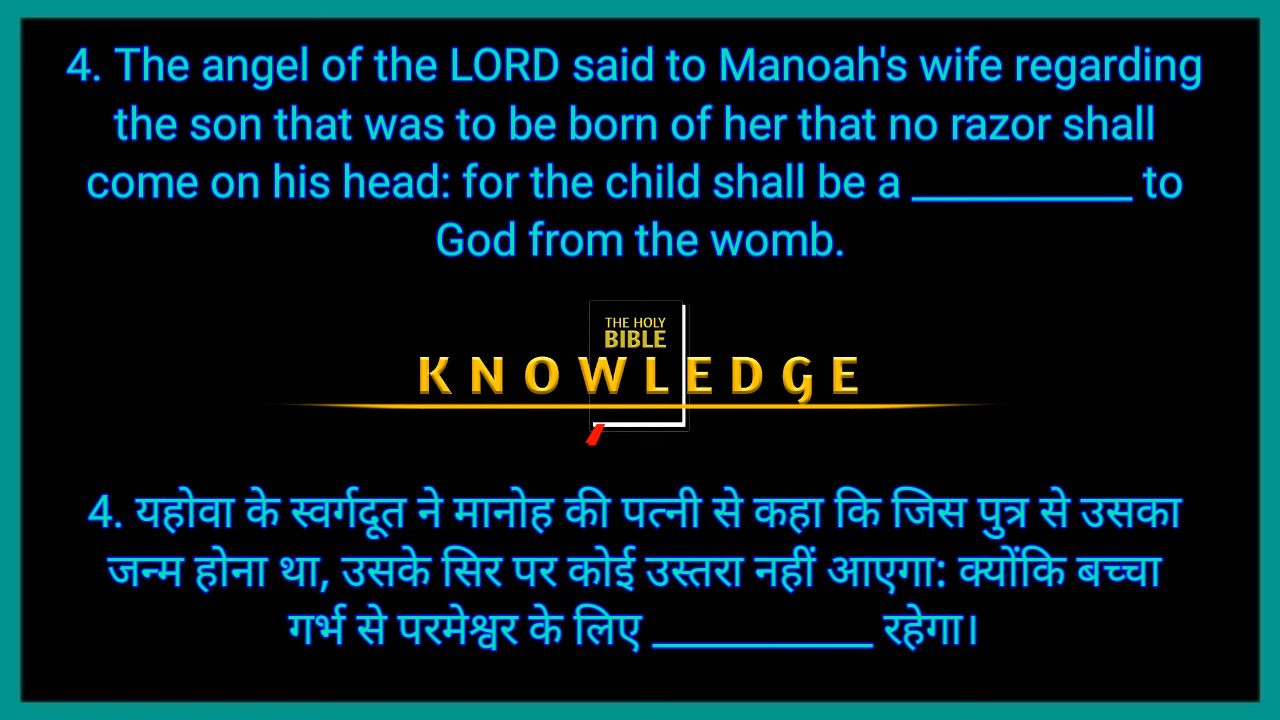 4. The angel of the LORD said to Manoah's wife regarding
the son that was to be born of her that no razor shall
come on his head: for the child shall be a __________ to
God from the womb.
THE HOLY
BIBLE
KNOWLEDGE
4. यहोवा के स्वर्गदूत ने मानोह की पत्नी से कहा कि जिस पुत्र से उसका
जन्म होना था, उसके सिर पर कोई उस्तरा नहीं आएगा: क्योंकि बच्चा
गर्भ से परमेश्वर के लिए __________ रहेगा।